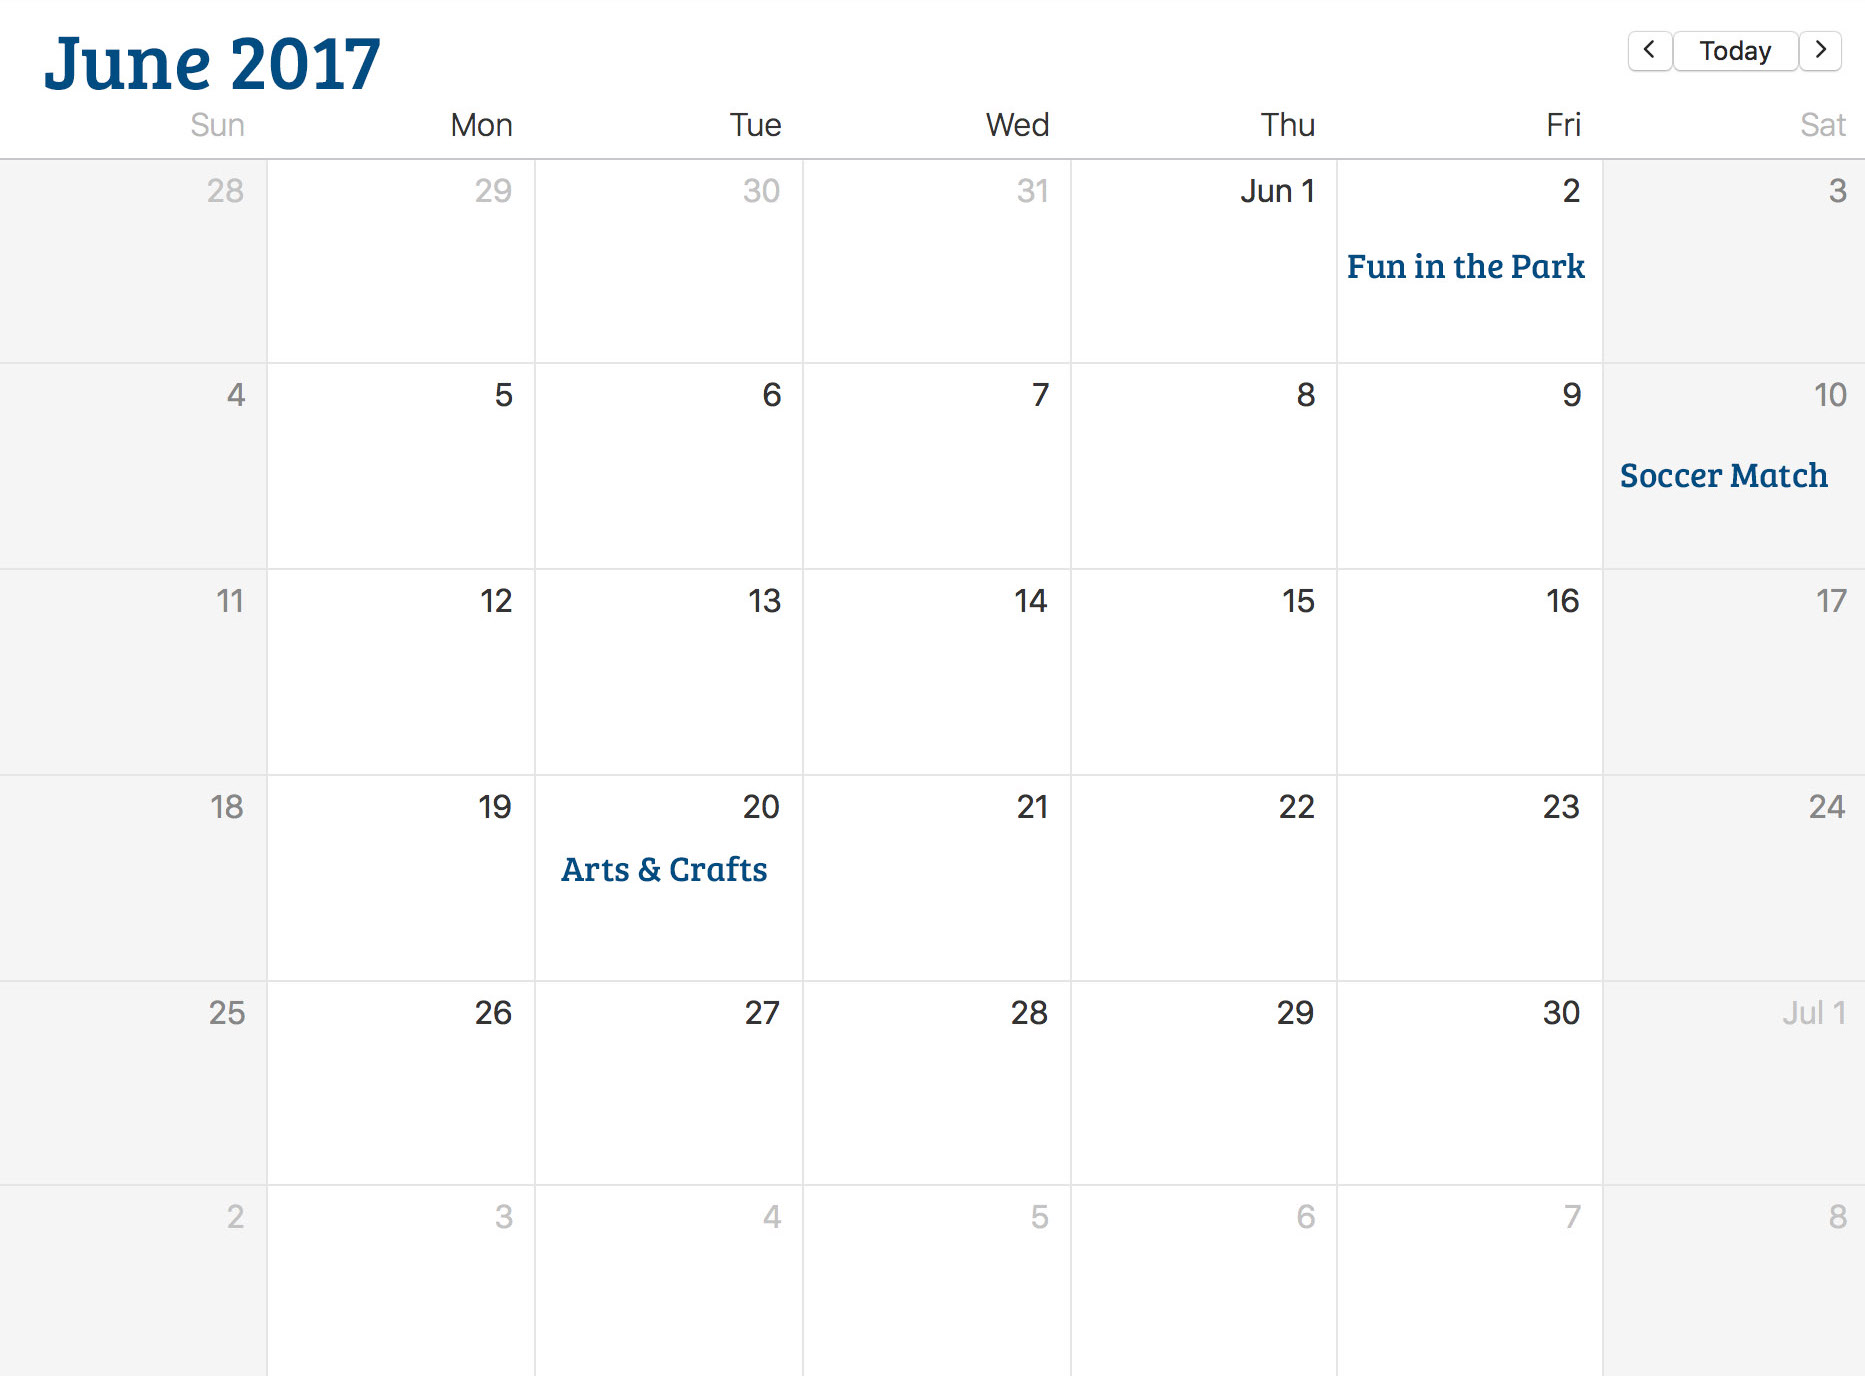 June 2017
< Today >
Sun Mon Tue Wed Thu Fri Sat
28 29 30 31 Jun 1 2 3
Fun in the Park
4 5 6 7 8 9 10
Soccer Match
11 12 13 14 15 16 17
18 19 20 21 22 23 24
Arts & Crafts
25 26 27 28 29 30 Jul 1
2 3 4 5 6 7 8